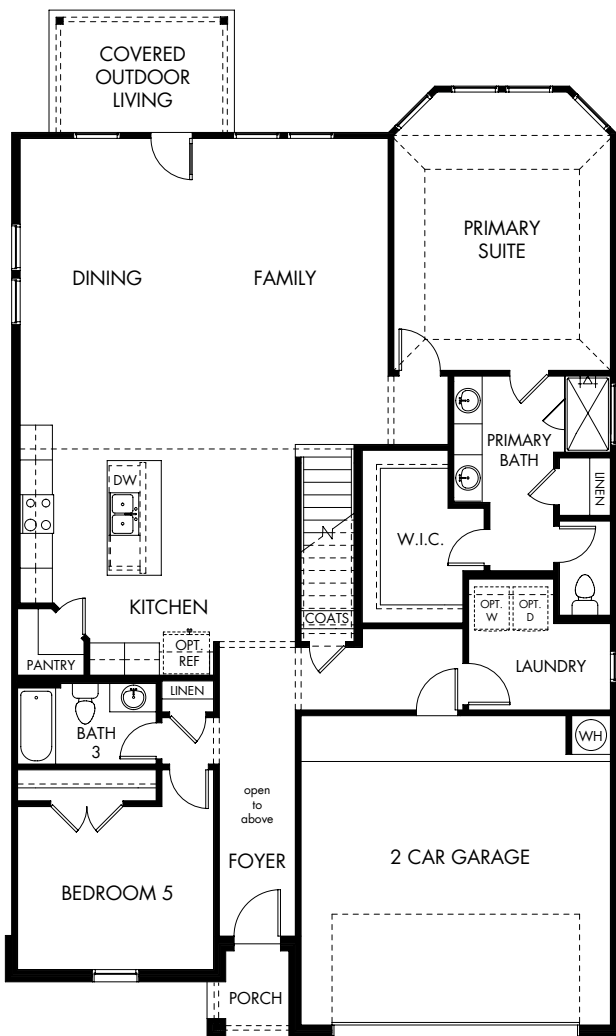 COVERED
OUTDOOR
LIVING
PRIMARY
SUITE
DINING
FAMILY
PRIMARY
BATH
LINEN
DW
W.I.C.
KITCHEN
COATS
OPT.
W
OPT.
D
OPT.
REF
PANTRY
LAUNDRY
LINEN
BATH
3
WH
open
to
above
FOYER
2 CAR GARAGE
BEDROOM 5
PORCH